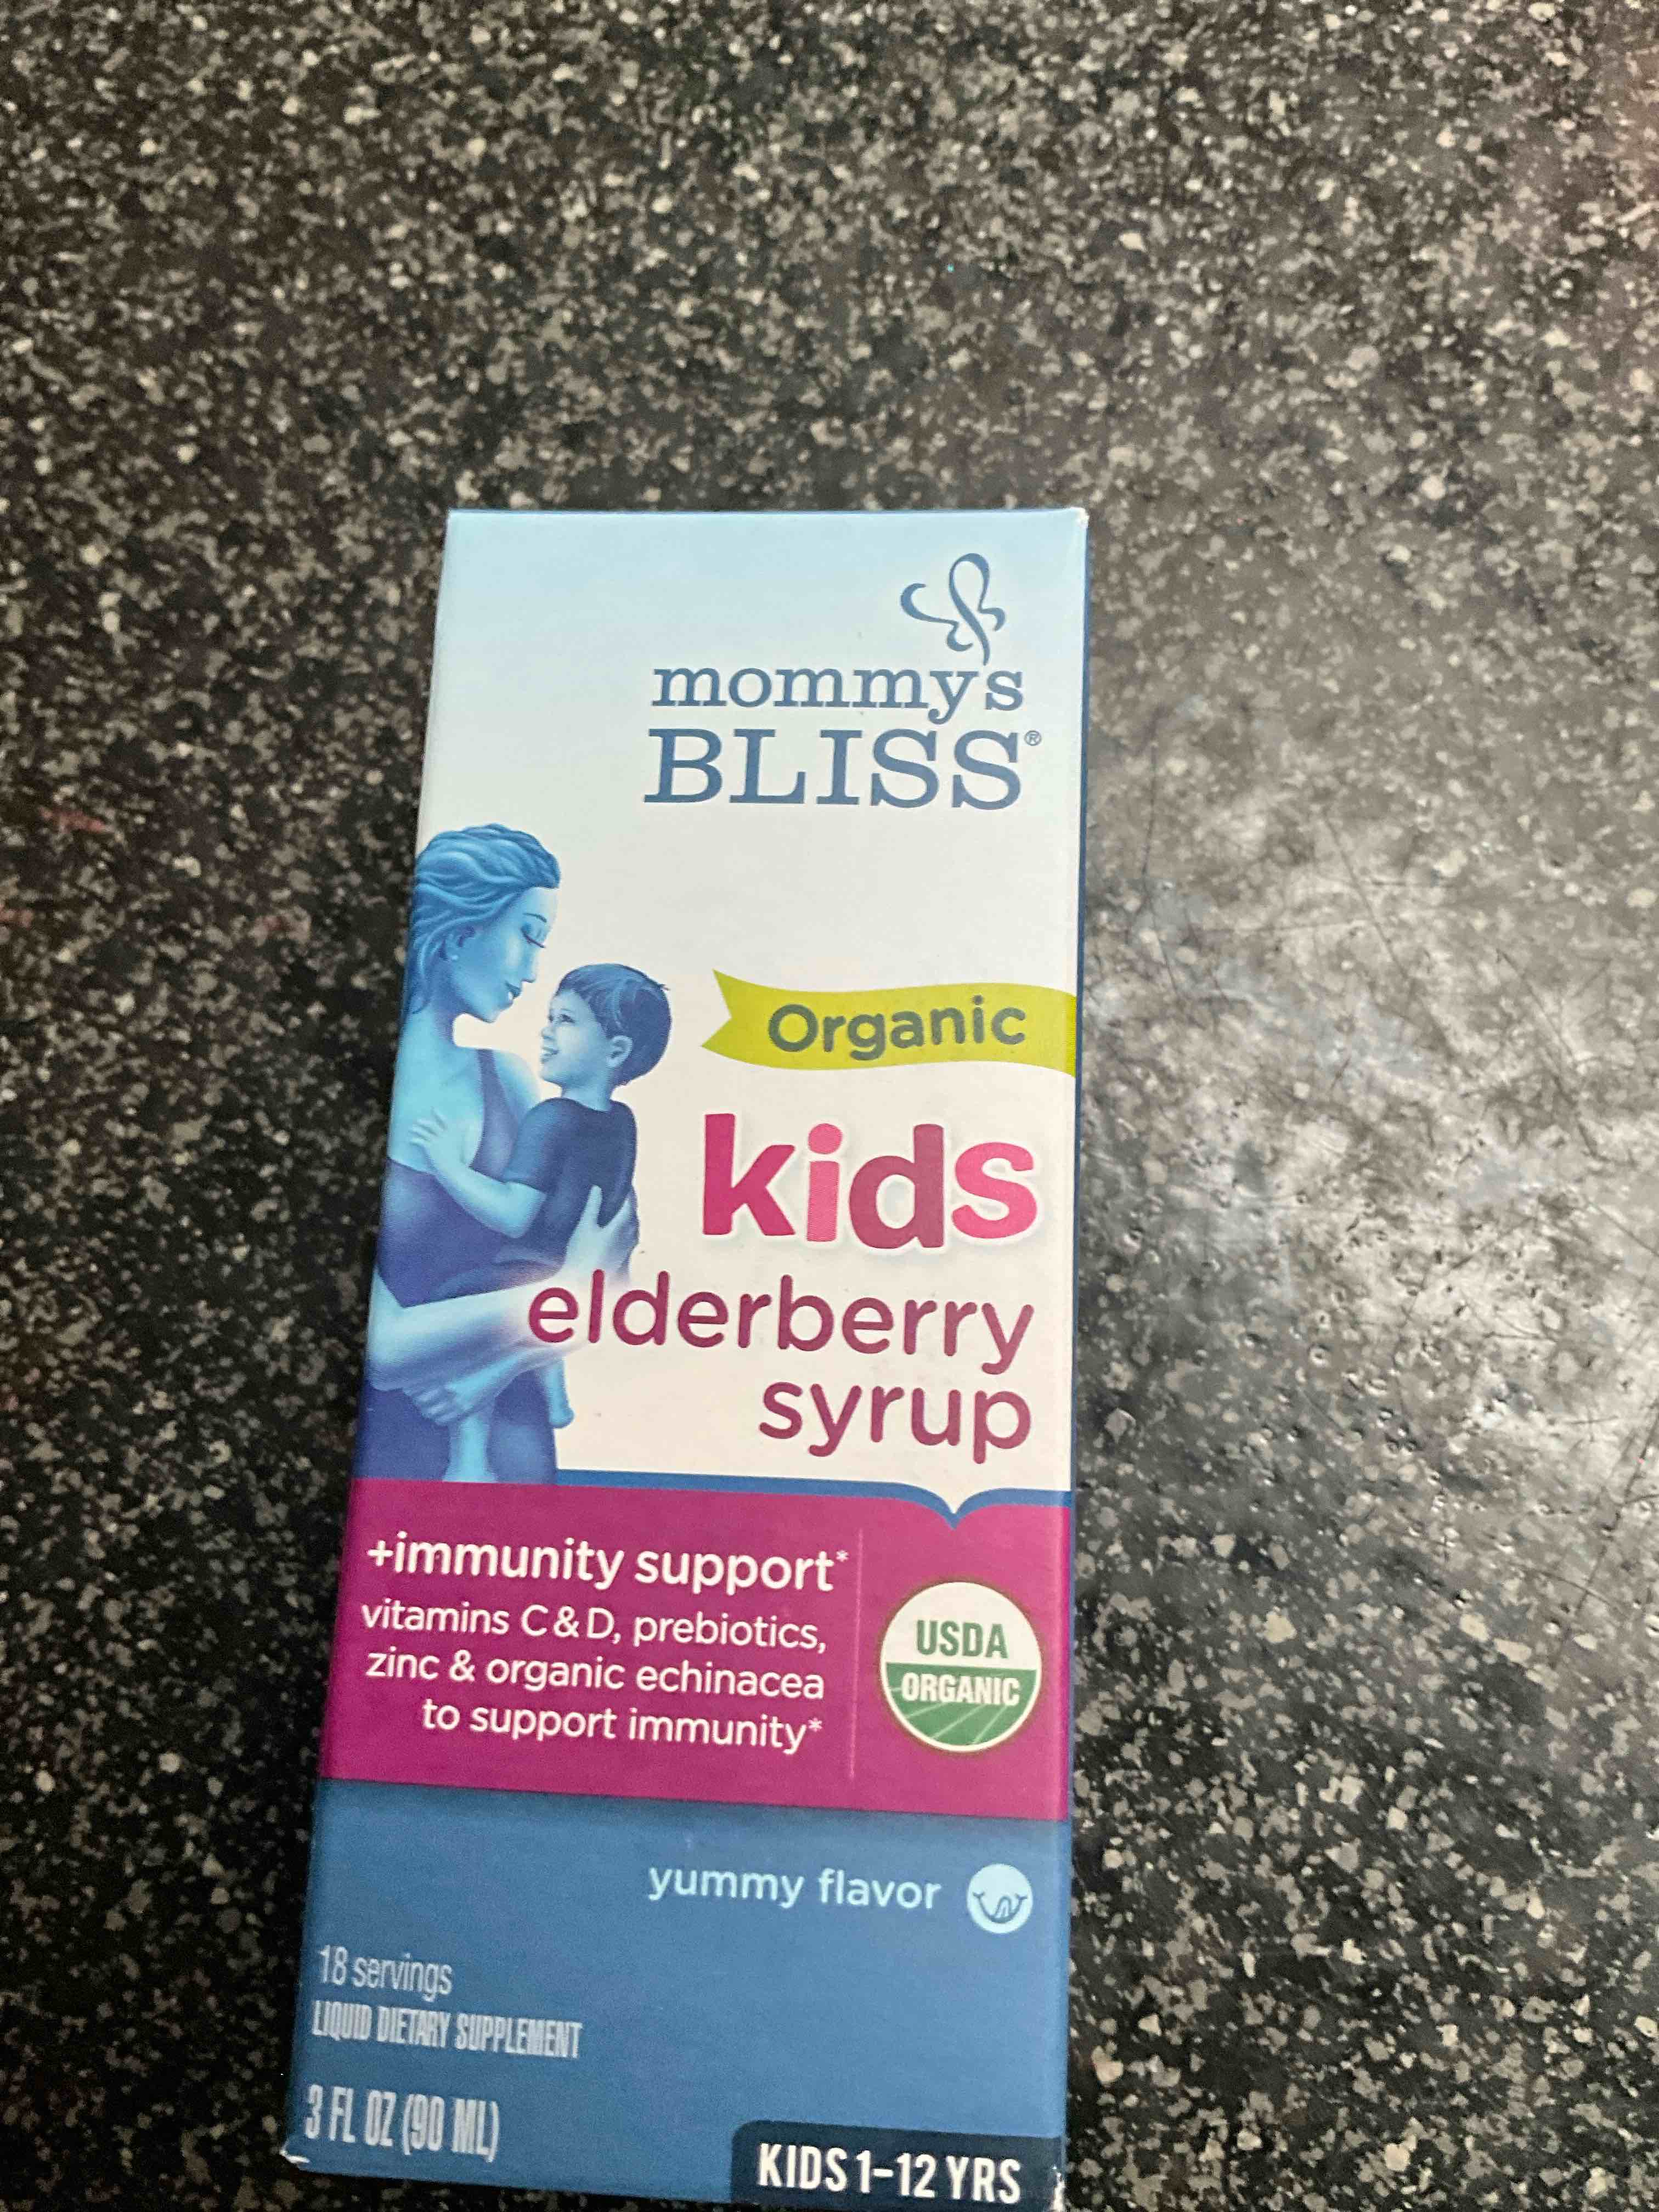 mommy's
BLISS®
Organic
kids
elderberry
syrup
+immunity support*
vitamins C & D, prebiotics,
zinc & organic echinacea
to support immunity*
USDA
ORGANIC
yummy flavor
18 servings
LIQUID DIETARY SUPPLEMENT
3 FL OZ (90 ML)
KIDS 1-12 YRS